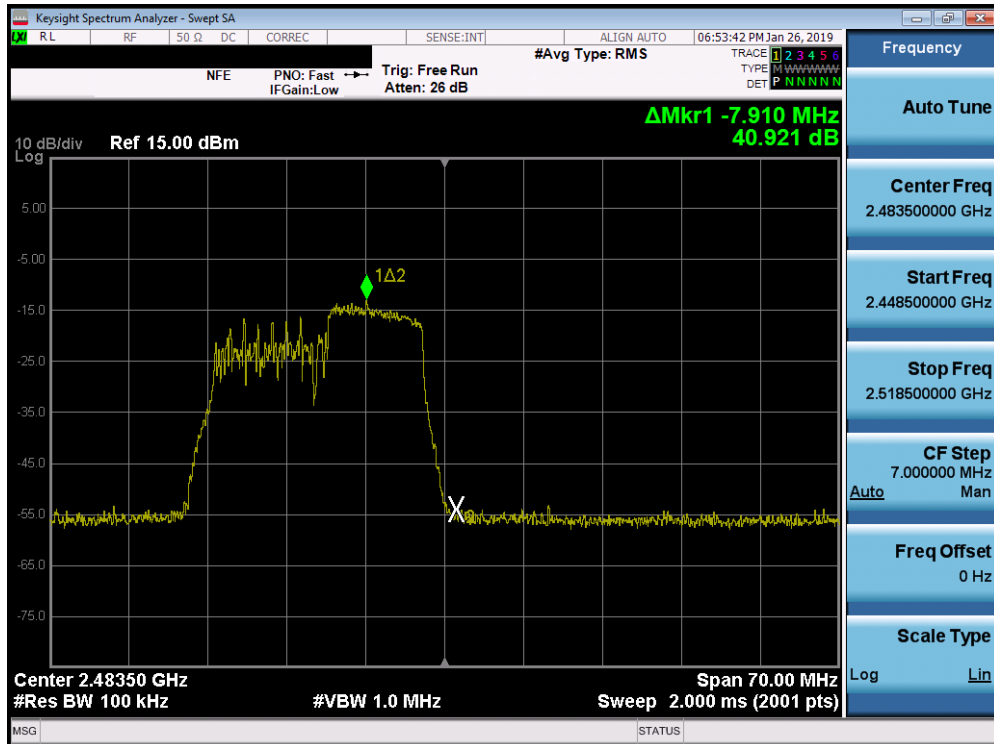 Keysight Spectrum Analyzer - Swept SA
LXI RL RF 50 Ω DC CORREC SENSE:INT ALIGN AUTO 06:53:42 PM Jan 26, 2019
NFE PNO: Fast Trig: Free Run #Avg Type: RMS TRACE 1 2 3 4 5 6
IFGain:Low Atten: 26 dB TYPE M W W W W W
DET P N N N N N
ΔMkr1 -7.910 MHz
40.921 dB
10 dB/div Ref 15.00 dBm
Log
5.00
-5.00
1Δ2
-15.0
-25.0
-35.0
-45.0
-55.0
-65.0
-75.0
Center 2.48350 GHz Span 70.00 MHz
#Res BW 100 kHz #VBW 1.0 MHz Sweep 2.000 ms (2001 pts)
MSG STATUS
Frequency
Auto Tune
Center Freq
2.483500000 GHz
Start Freq
2.448500000 GHz
Stop Freq
2.518500000 GHz
CF Step
7.000000 MHz
Auto Man
Freq Offset
0 Hz
Scale Type
Log Lin